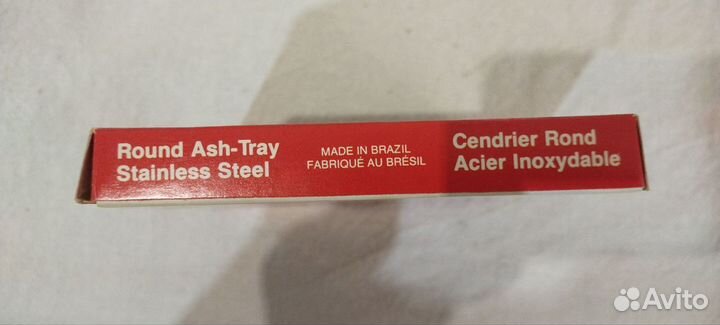 Round Ash-Tray
Stainless Steel
MADE IN BRAZIL
FABRIQUÉ AU BRÉSIL
Cendrier Rond
Acier Inoxydable
Avito